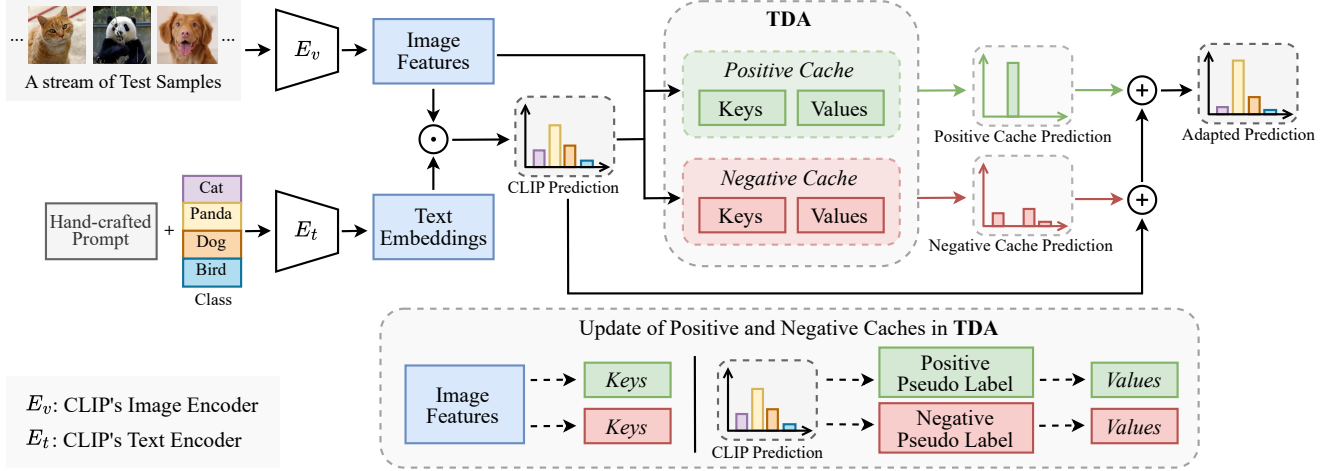 ... ...
A stream of Test Samples
E_v
Image
Features
TDA
Positive Cache
Keys Values
Positive Cache Prediction
+
Adapted Prediction
CLIP Prediction
Negative Cache
Keys Values
Negative Cache Prediction
+
Hand-crafted
Prompt
+
Cat
Panda
Dog
Bird
Class
E_t
Text
Embeddings
Update of Positive and Negative Caches in TDA
Image
Features
Keys
Keys
CLIP Prediction
Positive
Pseudo Label
Values
Negative
Pseudo Label
Values
E_v: CLIP's Image Encoder
E_t: CLIP's Text Encoder